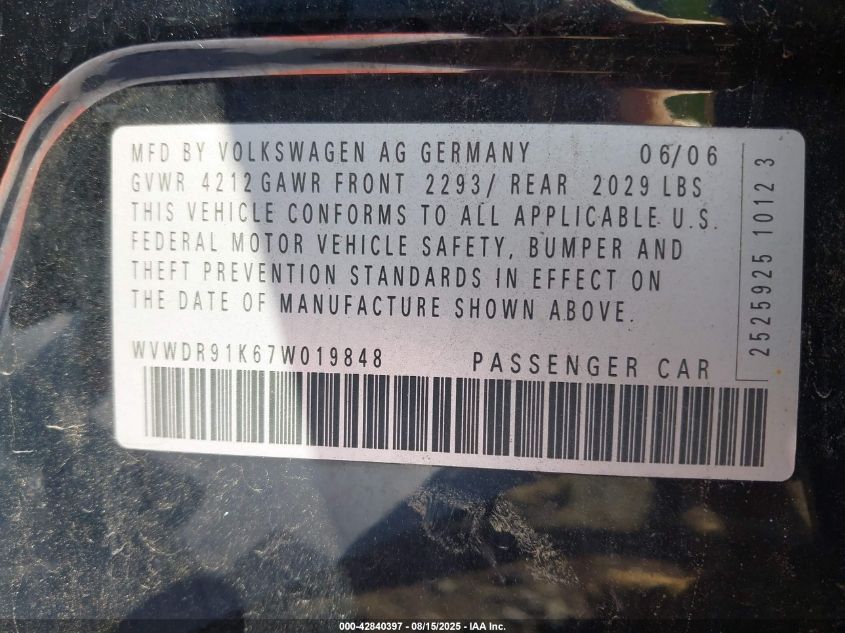 MFD BY VOLKSWAGEN AG GERMANY 06/06
GVWR 4212 GAWR FRONT 2293/ REAR 2029 LBS
THIS VEHICLE CONFORMS TO ALL APPLICABLE U.S.
FEDERAL MOTOR VEHICLE SAFETY, BUMPER AND
THEFT PREVENTION STANDARDS IN EFFECT ON
THE DATE OF MANUFACTURE SHOWN ABOVE.
WVWDR91K67W019848 PASSENGER CAR
2525925 10123
000-42840397 - 08/15/2025 - IAA Inc.